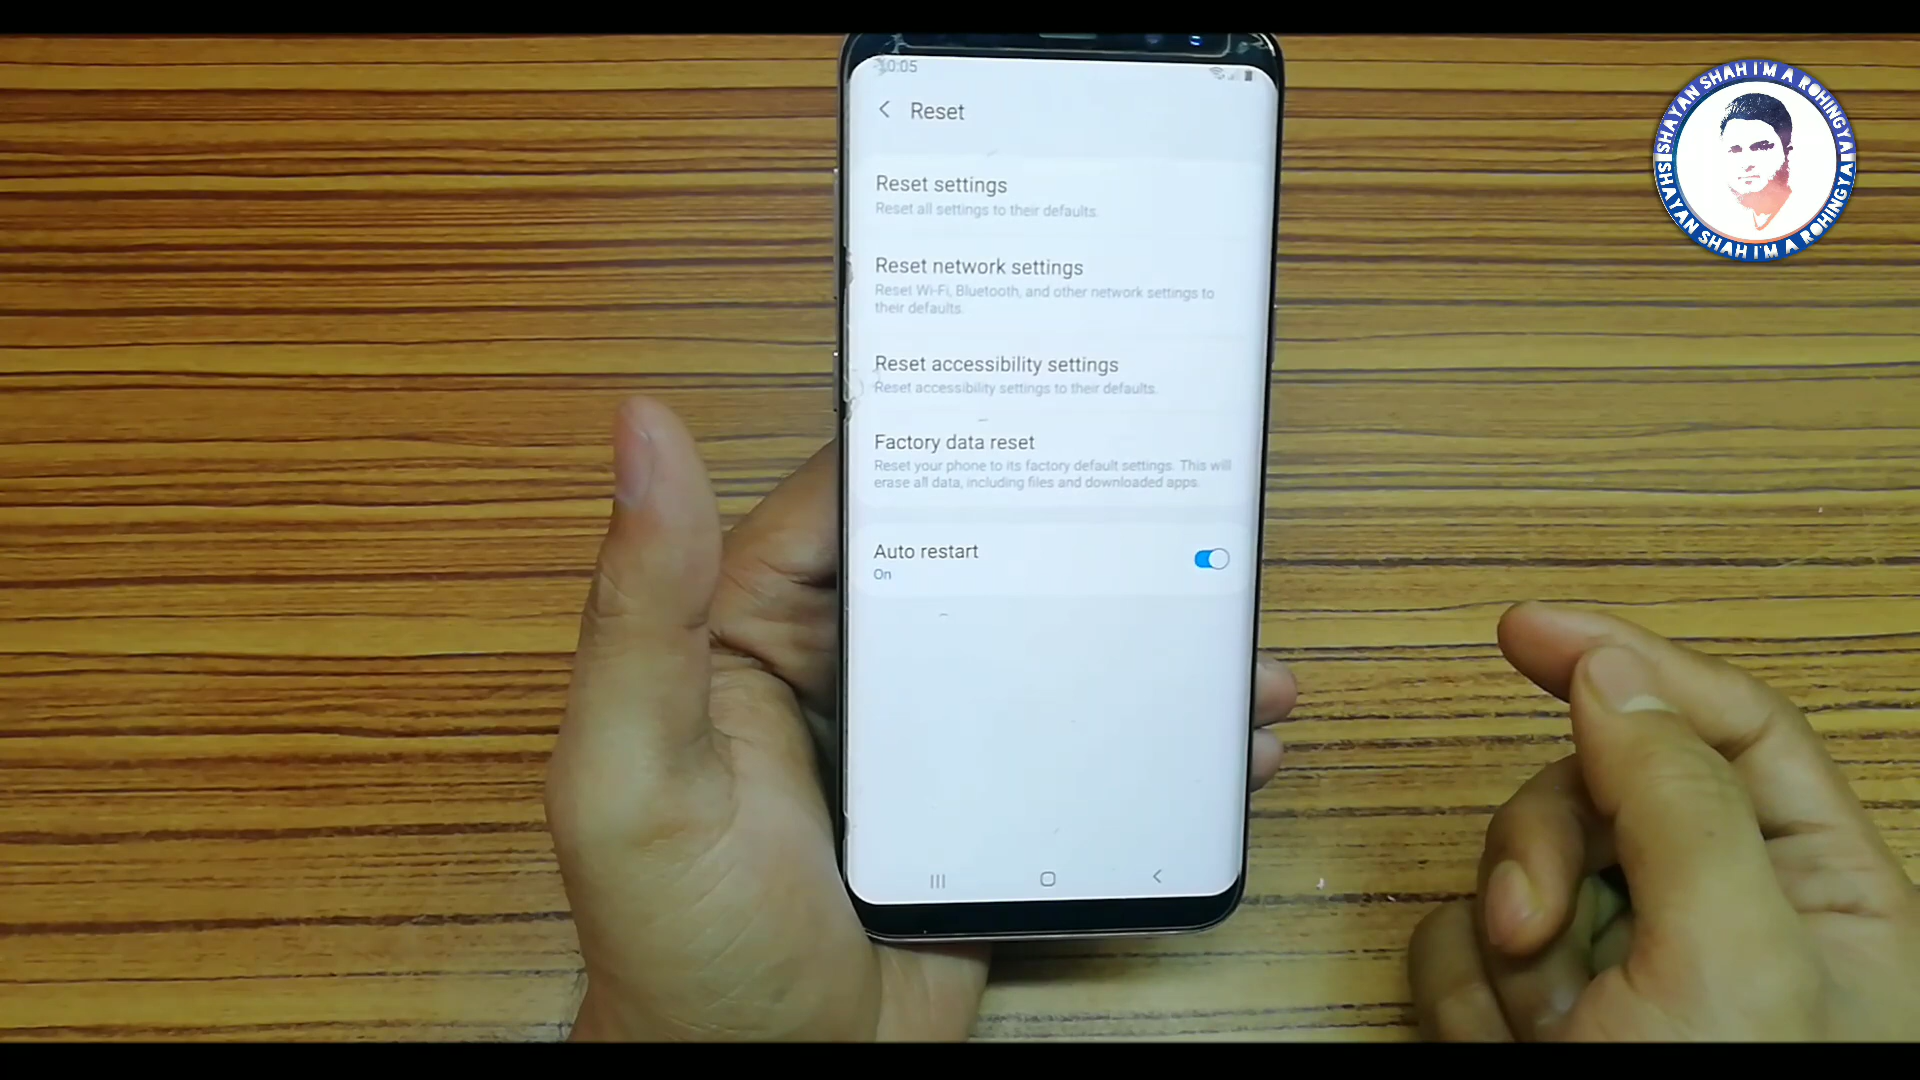 10:05
Reset
Reset settings
Reset all settings to their defaults.
Reset network settings
Reset Wi-Fi, Bluetooth, and other network settings to
their defaults.
Reset accessibility settings
Reset accessibility settings to their defaults.
Factory data reset
Reset your phone to its factory default settings. This will
erase all data, including files and downloaded apps.
Auto restart
On
SHAYAN SHAH I'M A ROHINGYA
SHAYAN SHAH I'M A ROHINGYA